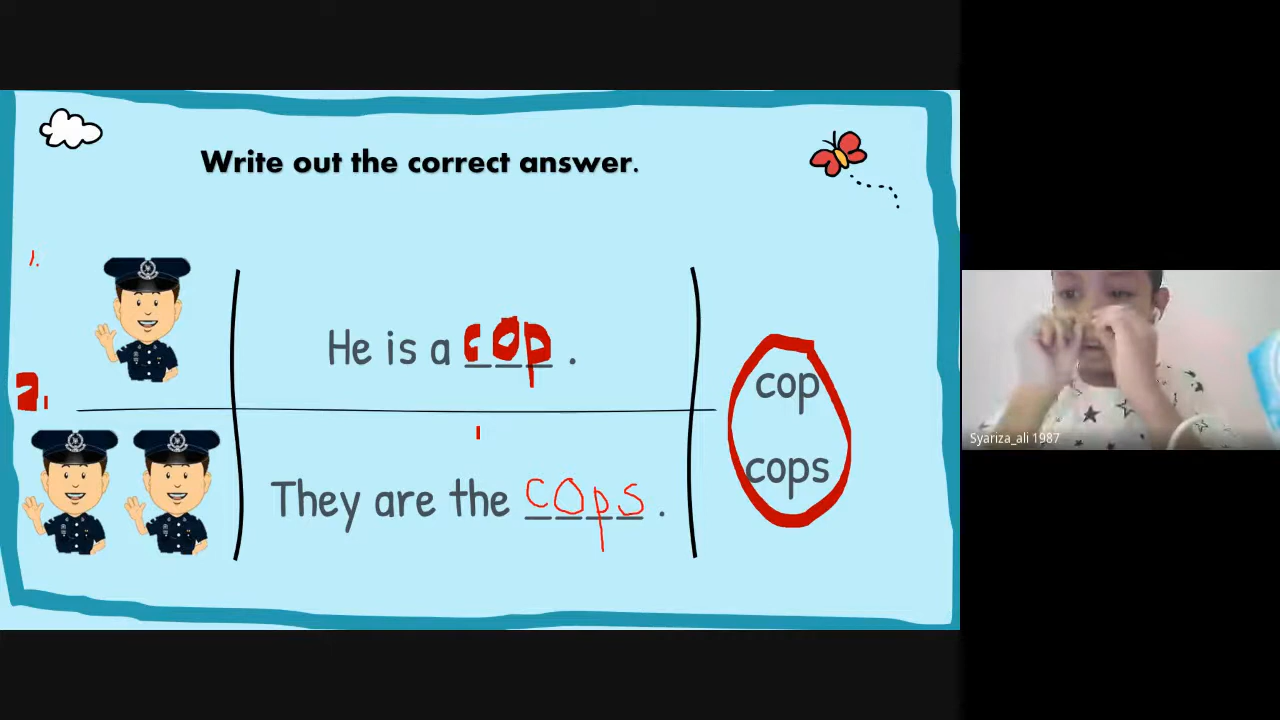 Write out the correct answer.
1.
He is a cop .
2.
They are the cops .
cop
cops
Syariza_ali 1987